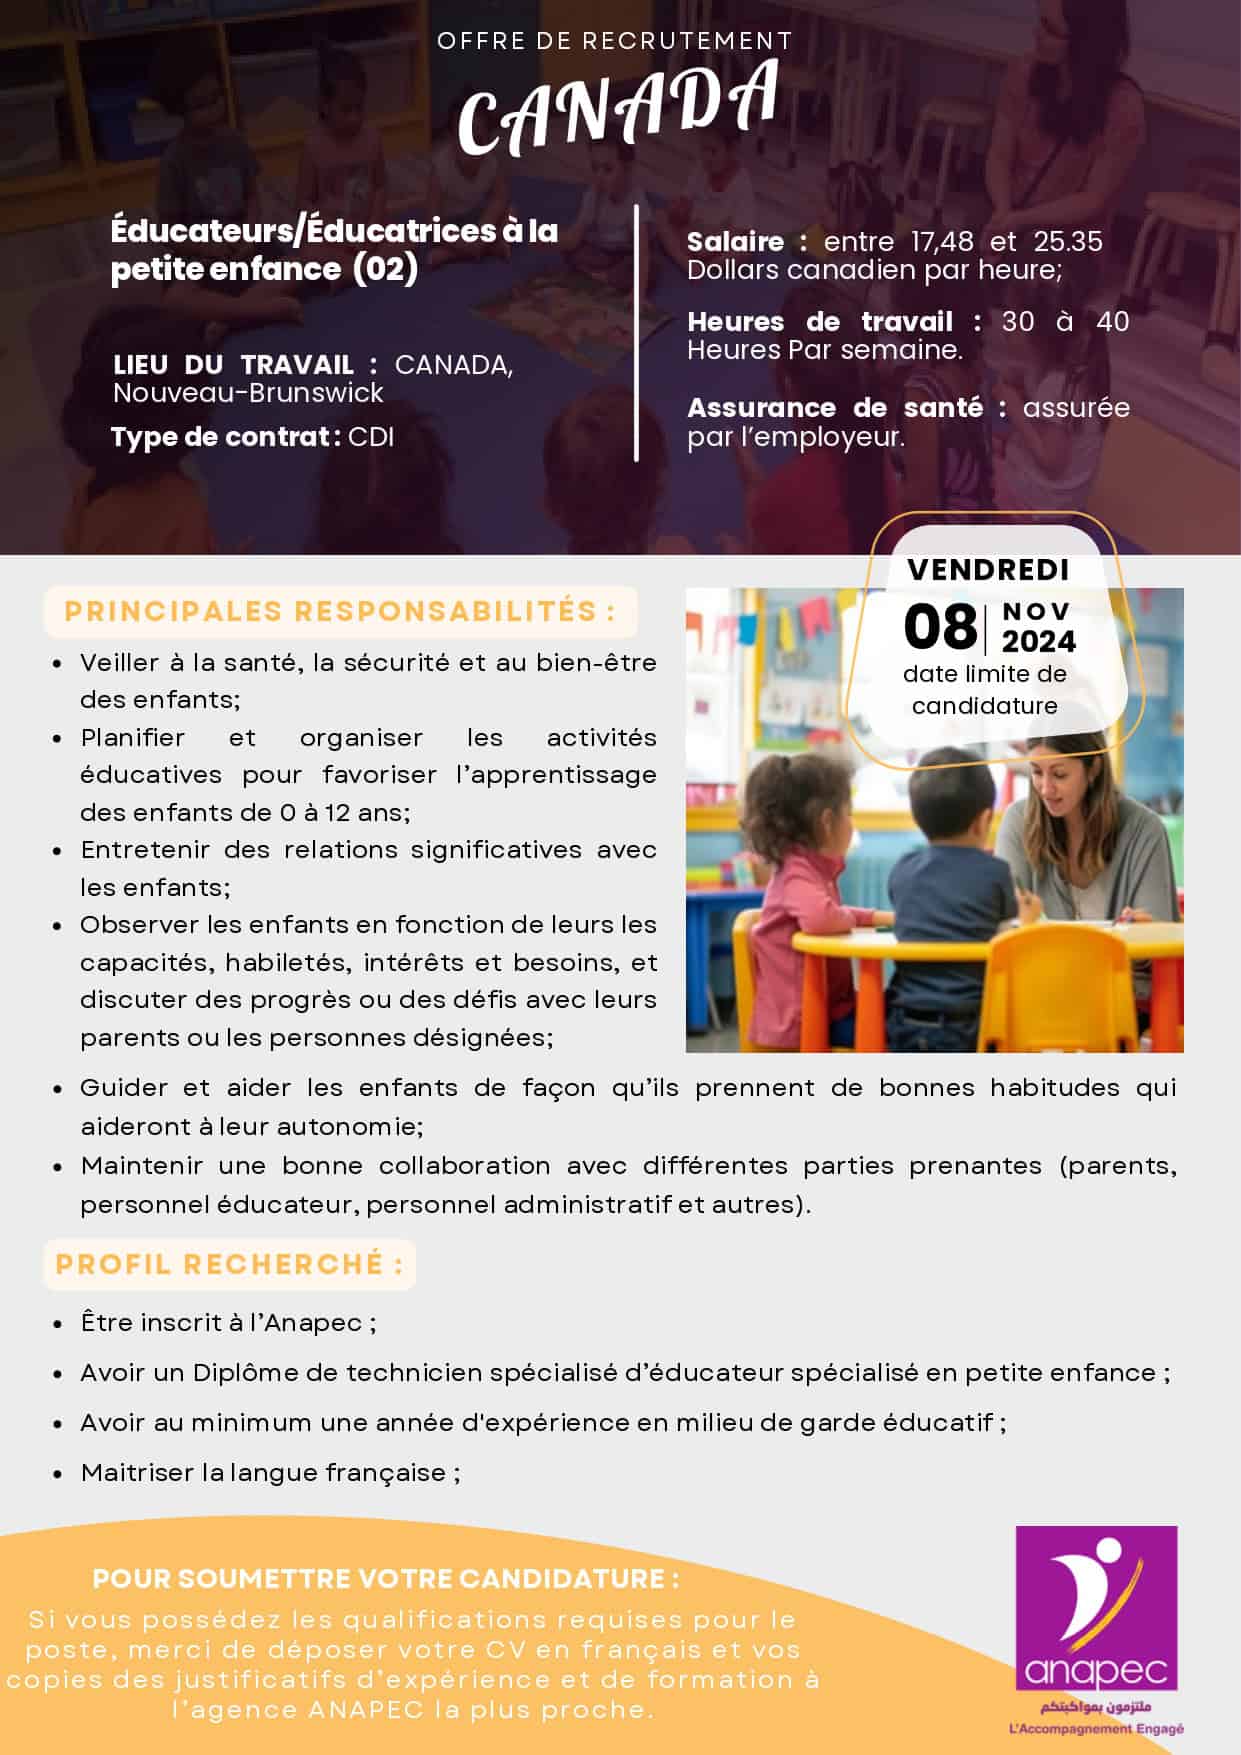 OFFRE DE RECRUTEMENT
CANADA
Éducateurs/Éducatrices à la
petite enfance (02)
LIEU DU TRAVAIL : CANADA,
Nouveau-Brunswick
Type de contrat : CDI
Salaire : entre 17,48 et 25.35
Dollars canadien par heure;
Heures de travail : 30 à 40
Heures Par semaine.
Assurance de santé : assurée
par l'employeur.
VENDREDI
08 NOV
2024
date limite de
candidature
PRINCIPALES RESPONSABILITÉS :
• Veiller à la santé, la sécurité et au bien-être
des enfants;
• Planifier et organiser les activités
éducatives pour favoriser l'apprentissage
des enfants de 0 à 12 ans;
• Entretenir des relations significatives avec
les enfants;
• Observer les enfants en fonction de leurs les
capacités, habiletés, intérêts et besoins, et
discuter des progrès ou des défis avec leurs
parents ou les personnes désignées;
• Guider et aider les enfants de façon qu'ils prennent de bonnes habitudes qui
aideront à leur autonomie;
• Maintenir une bonne collaboration avec différentes parties prenantes (parents,
personnel éducateur, personnel administratif et autres).
PROFIL RECHERCHÉ :
• Être inscrit à l'Anapec ;
• Avoir un Diplôme de technicien spécialisé d'éducateur spécialisé en petite enfance ;
• Avoir au minimum une année d'expérience en milieu de garde éducatif ;
• Maitriser la langue française ;
POUR SOUMETTRE VOTRE CANDIDATURE :
Si vous possédez les qualifications requises pour le
poste, merci de déposer votre CV en français et vos
copies des justificatifs d'expérience et de formation à
l'agence ANAPEC la plus proche.
anapec
ملتزمون بمواكبتكم
L'Accompagnement Engagé